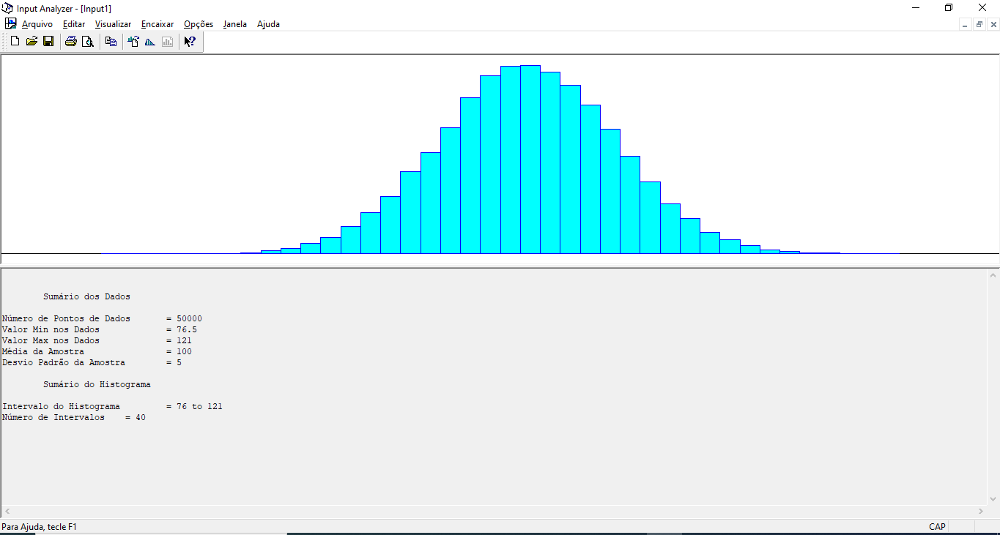 Input Analyzer - [Input1]
Arquivo Editar Visualizar Encaixar Opções Janela Ajuda
Sumário dos Dados
Número de Pontos de Dados = 50000
Valor Min nos Dados = 76.5
Valor Max nos Dados = 121
Média da Amostra = 100
Desvio Padrão da Amostra = 5
Sumário do Histograma
Intervalo do Histograma = 76 to 121
Número de Intervalos = 40
Para Ajuda, tecle F1 CAP